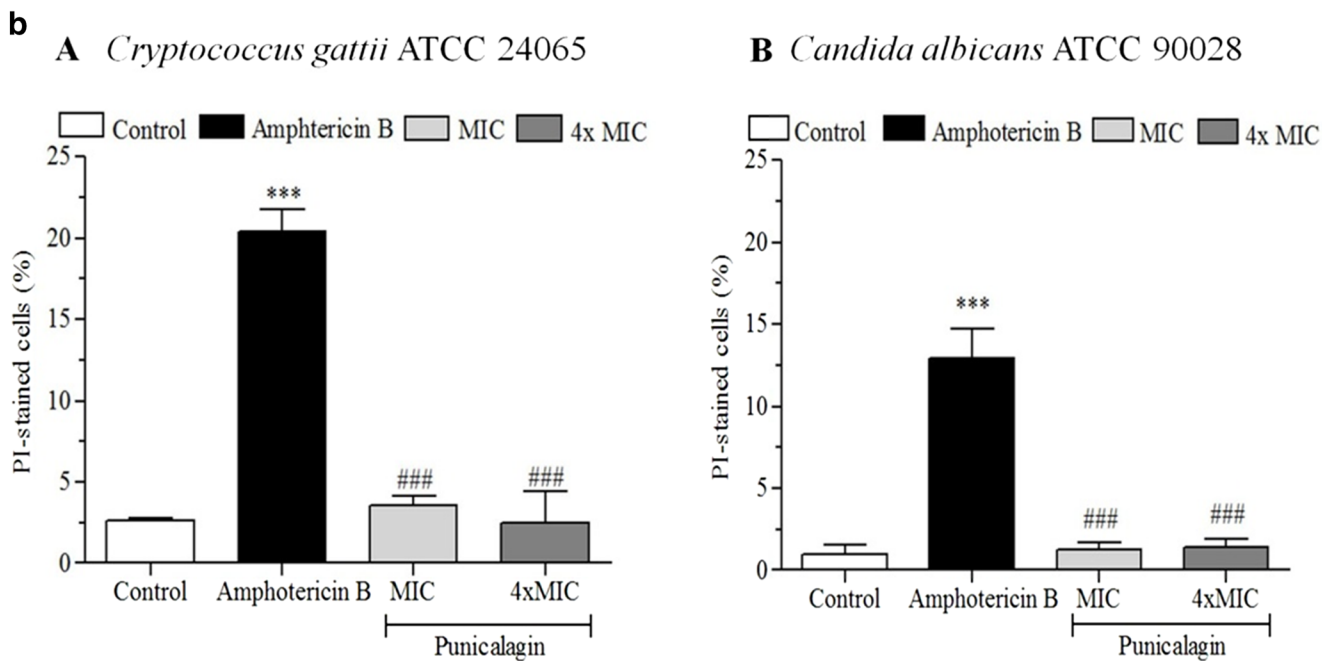 b
A Cryptococcus gattii ATCC 24065
Control Amphtericin B MIC 4x MIC
PI-stained cells (%)
25
20
15
10
5
0
***
###
###
Control Amphotericin B MIC 4xMIC
Punicalagin
B Candida albicans ATCC 90028
Control Amphotericin B MIC 4x MIC
PI-stained cells (%)
25
20
15
10
5
0
***
###
###
Control Amphotericin B MIC 4xMIC
Punicalagin